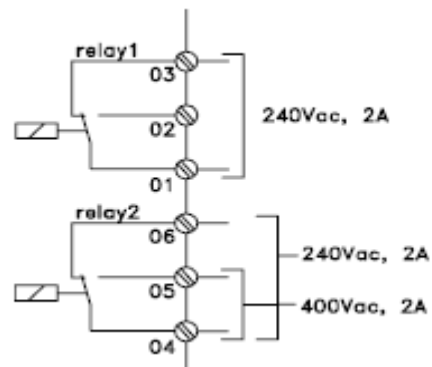 relay1
03
02
240Vac, 2A
01
relay2
06
240Vac, 2A
05
400Vac, 2A
04